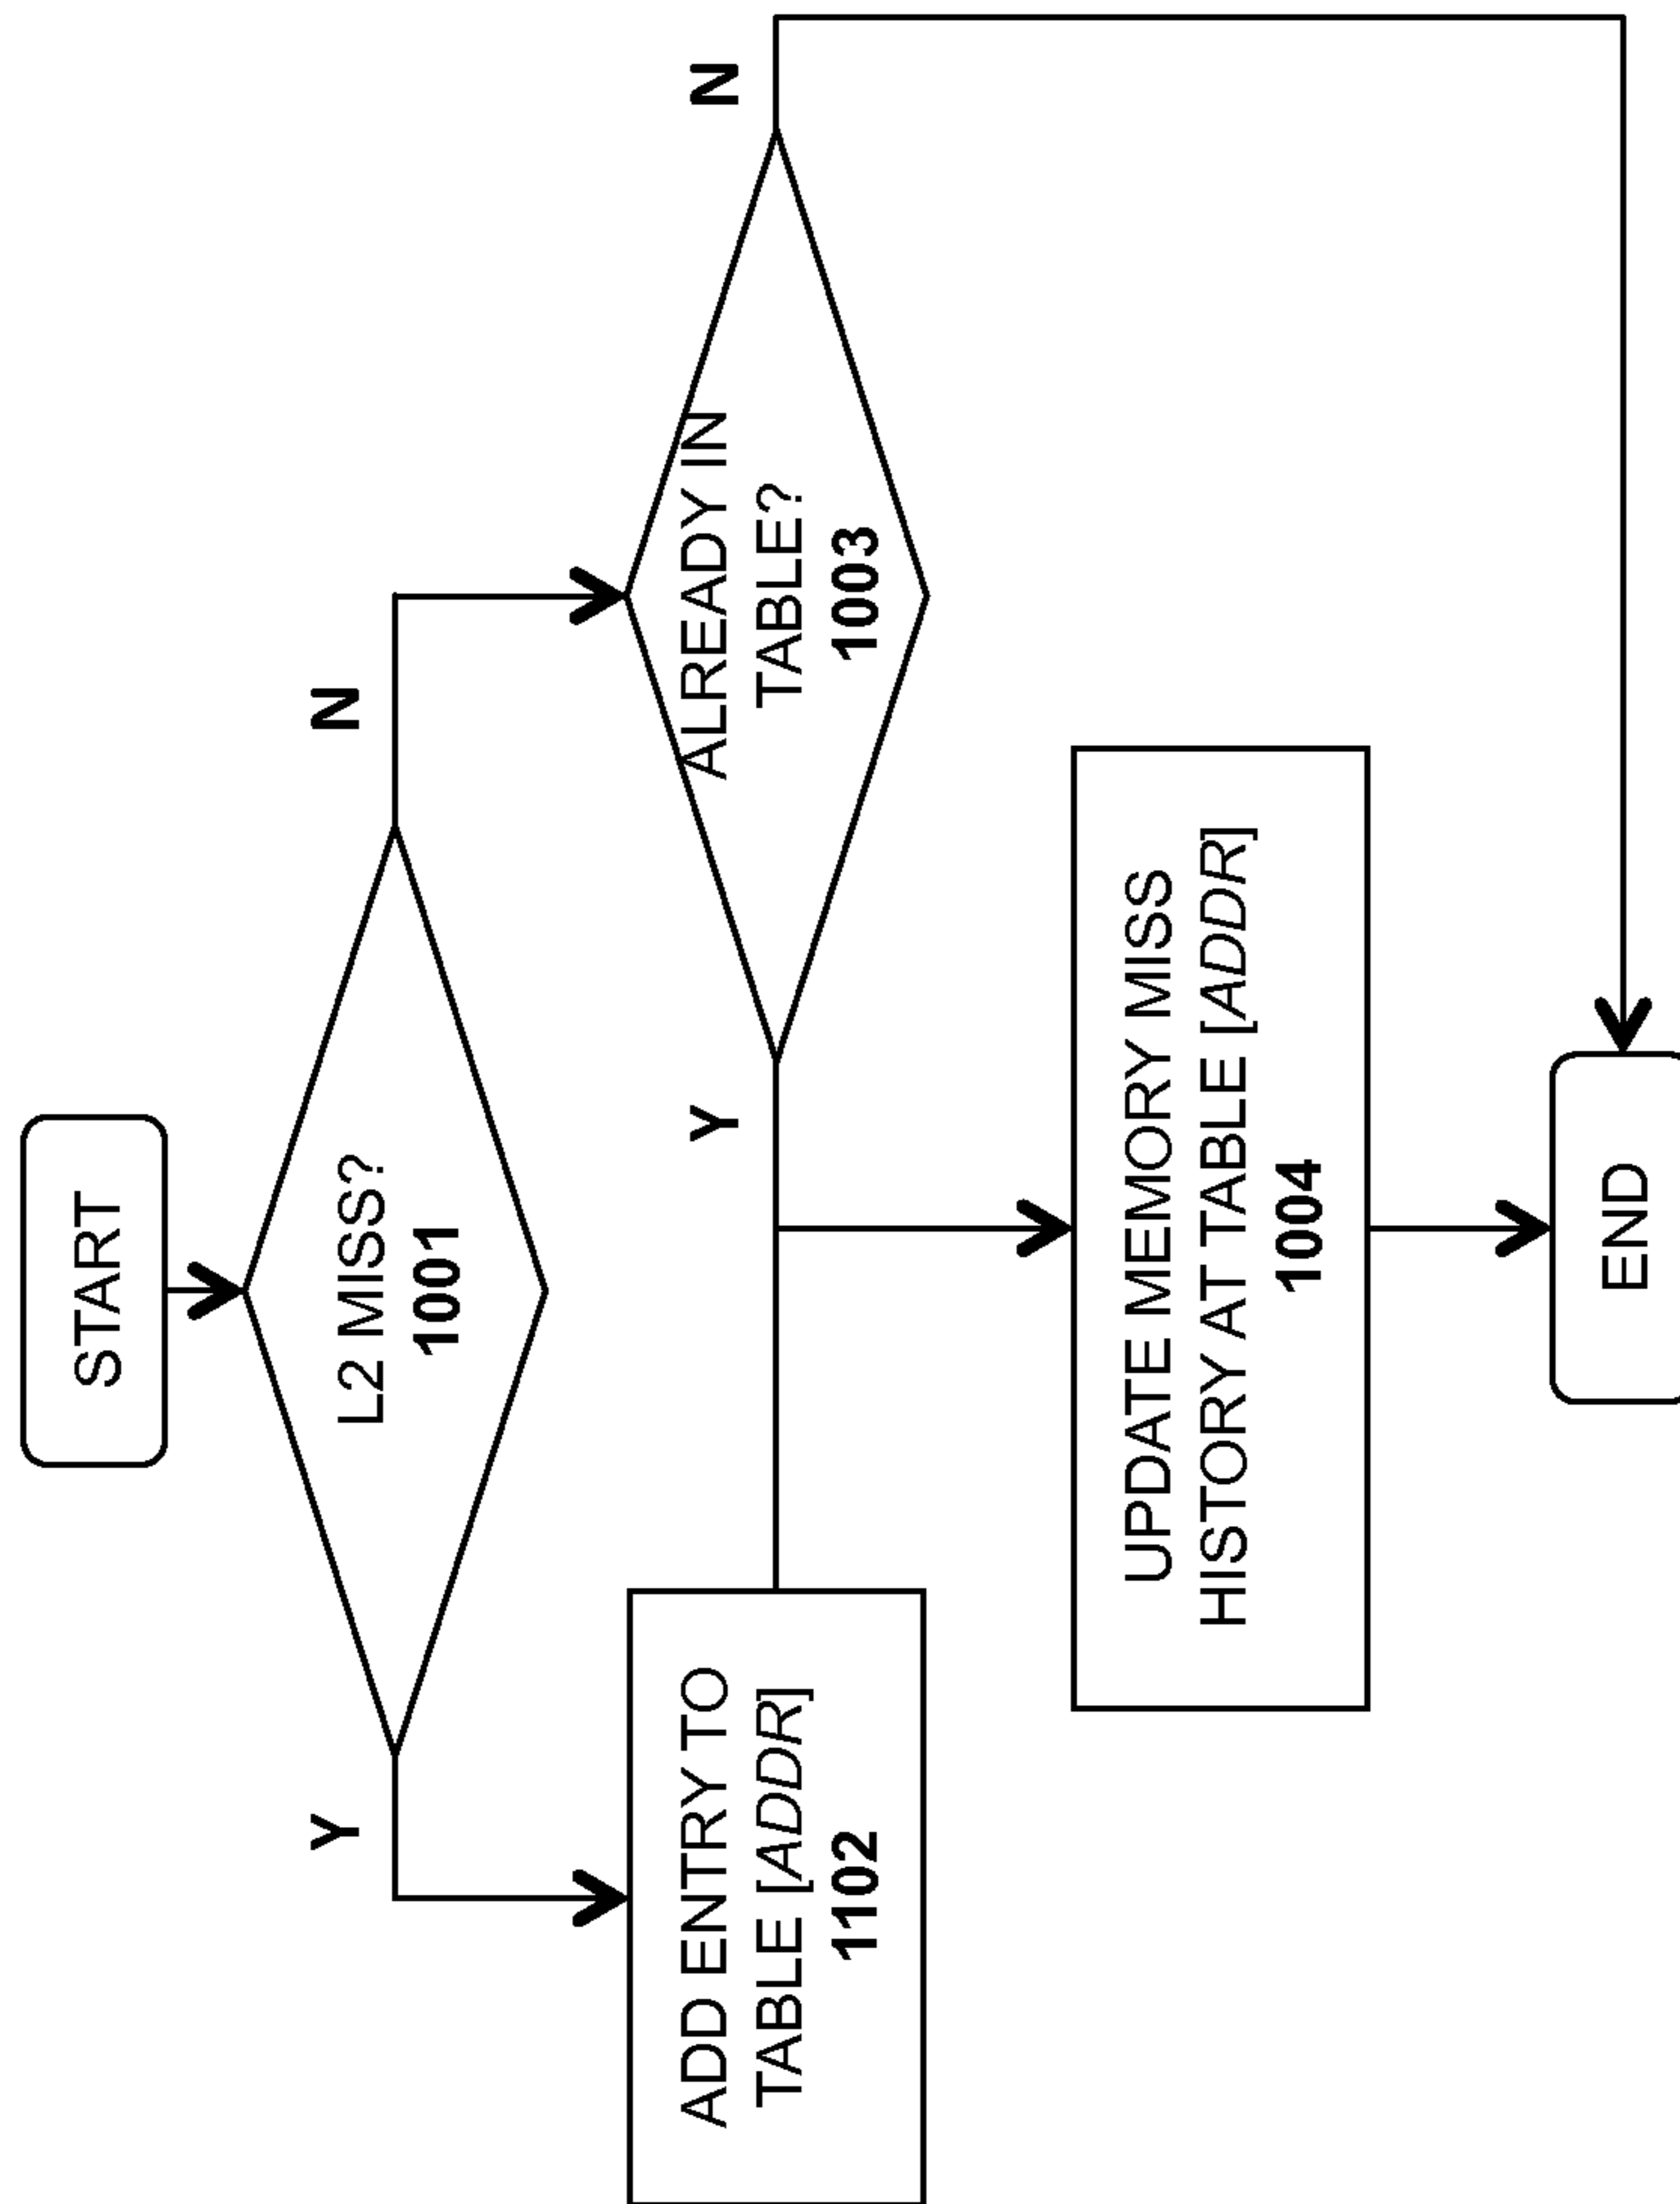 START
L2 MISS?
1001
Y
N
ADD ENTRY TO
TABLE [ADDR]
1102
Y
ALREADY IN
TABLE?
1003
N
UPDATE MEMORY MISS
HISTORY AT TABLE [ADDR]
1004
END